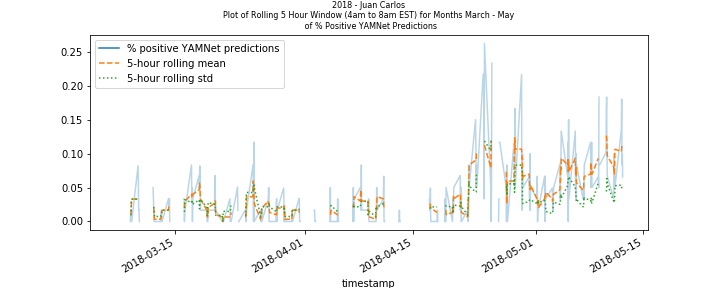 2018 - Juan Carlos
Plot of Rolling 5 Hour Window (4am to 8am EST) for Months March - May
of % Positive YAMNet Predictions
% positive YAMNet predictions
5-hour rolling mean
5-hour rolling std
0.25
0.20
0.15
0.10
0.05
0.00
2018-03-15
2018-04-01
2018-04-15
2018-05-01
2018-05-15
timestamp